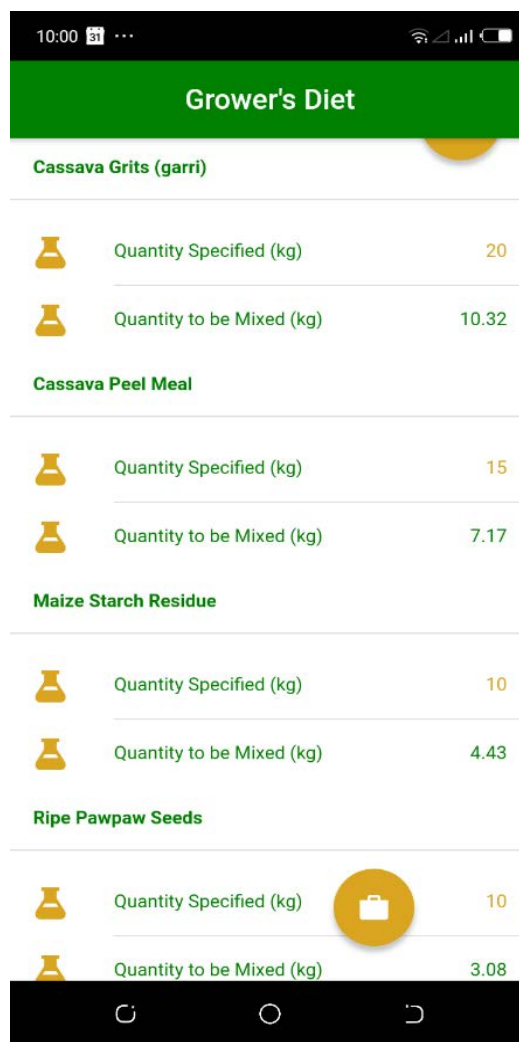 10:00 31 ...
Grower's Diet
Cassava Grits (garri)
Quantity Specified (kg) 20
Quantity to be Mixed (kg) 10.32
Cassava Peel Meal
Quantity Specified (kg) 15
Quantity to be Mixed (kg) 7.17
Maize Starch Residue
Quantity Specified (kg) 10
Quantity to be Mixed (kg) 4.43
Ripe Pawpaw Seeds
Quantity Specified (kg) 10
Quantity to be Mixed (kg) 3.08